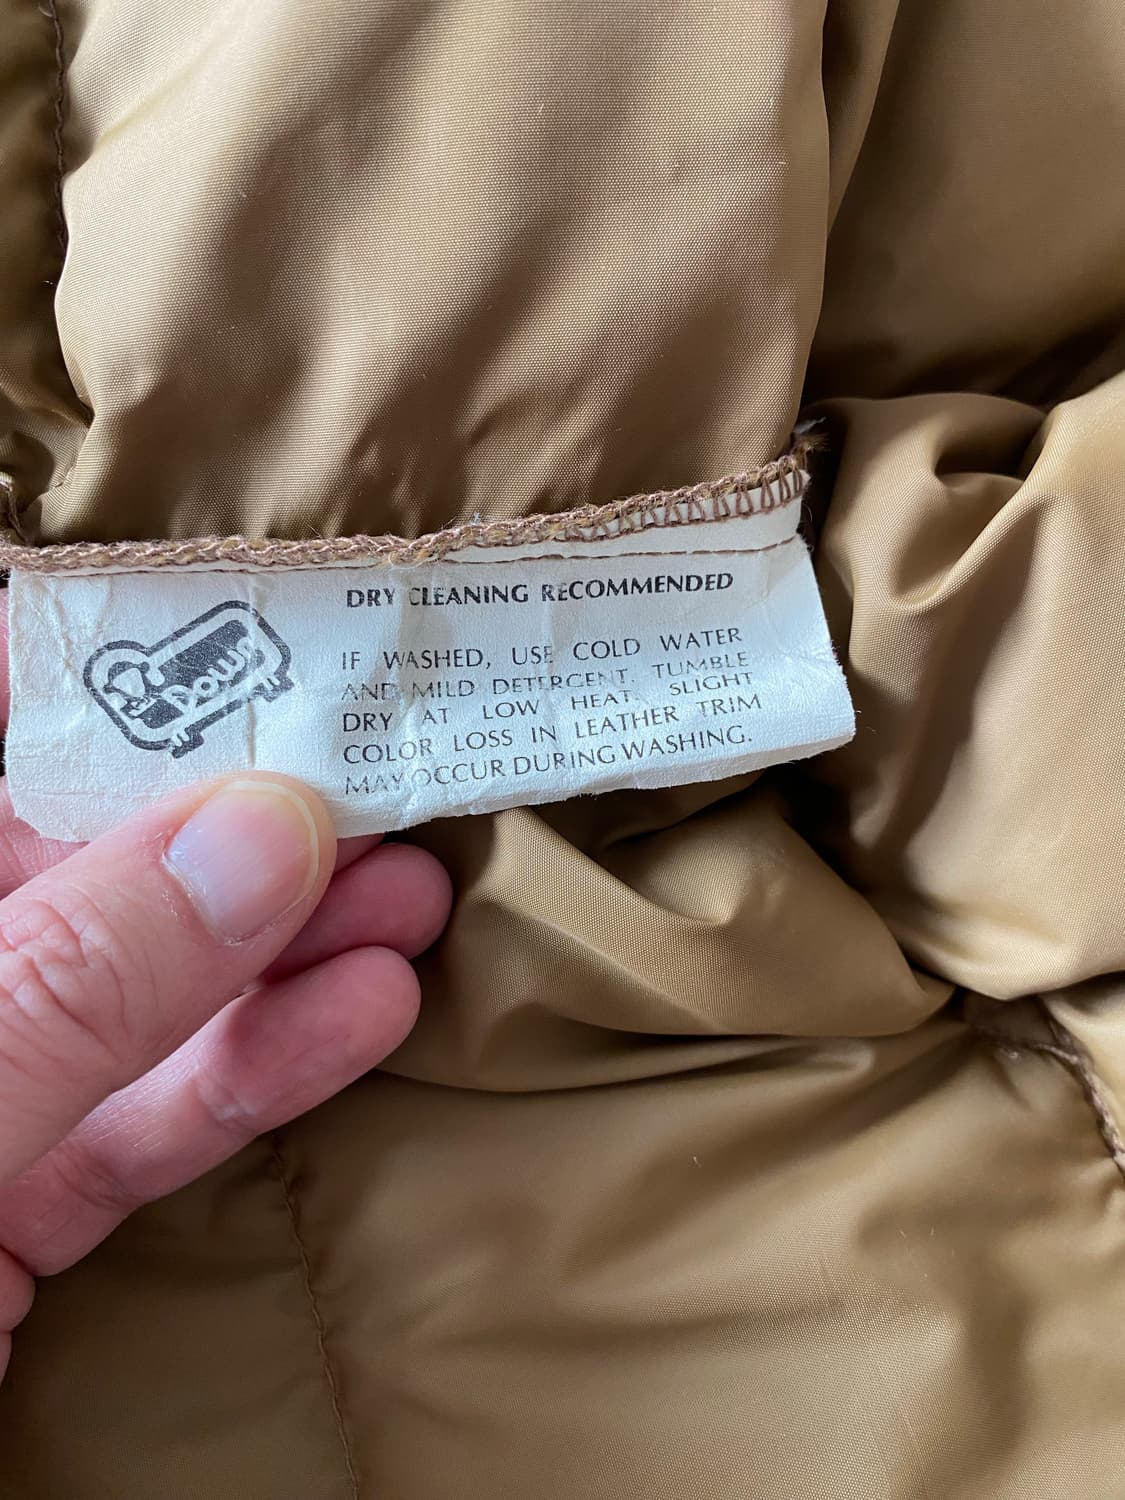 Down
DRY CLEANING RECOMMENDED
IF WASHED, USE COLD WATER
AND MILD DETERGENT. TUMBLE
DRY AT LOW HEAT. SLIGHT
COLOR LOSS IN LEATHER TRIM
MAY OCCUR DURING WASHING.